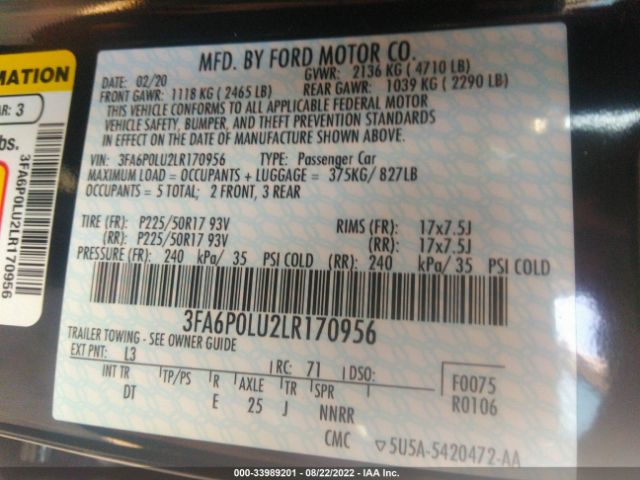 MFD. BY FORD MOTOR CO.
DATE: 02/20 GVWR: 2136 KG ( 4710 LB)
FRONT GAWR: 1118 KG ( 2465 LB) REAR GAWR: 1039 KG ( 2290 LB)
THIS VEHICLE CONFORMS TO ALL APPLICABLE FEDERAL MOTOR
VEHICLE SAFETY, BUMPER, AND THEFT PREVENTION STANDARDS
IN EFFECT ON THE DATE OF MANUFACTURE SHOWN ABOVE.
VIN: 3FA6P0LU2LR170956 TYPE: Passenger Car
MAXIMUM LOAD = OCCUPANTS + LUGGAGE = 375KG/ 827LB
OCCUPANTS = 5 TOTAL; 2 FRONT, 3 REAR
TIRE (FR): P225/50R17 93V RIMS (FR): 17x7.5J
(RR): P225/50R17 93V (RR): 17x7.5J
PRESSURE (FR): 240 kPa/ 35 PSI COLD (RR): 240 kPa/ 35 PSI COLD
3FA6P0LU2LR170956
TRAILER TOWING - SEE OWNER GUIDE
EXT PNT: L3 RC: 71 DSO:
INT TR TP/PS R AXLE TR SPR F0075
DT E 25 J NNRR R0106
CMC ▽5U5A-5420472-AA
MATION
AR: 3
bs.
3FA6P0LU2LR170956
000-33989201 - 08/22/2022 - IAA Inc.